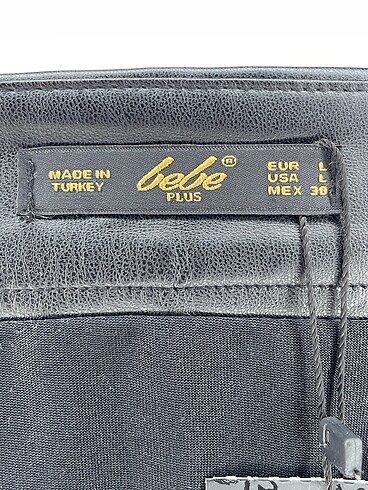 MADE IN
TURKEY
bebe®
PLUS
EUR L
USA L
MEX